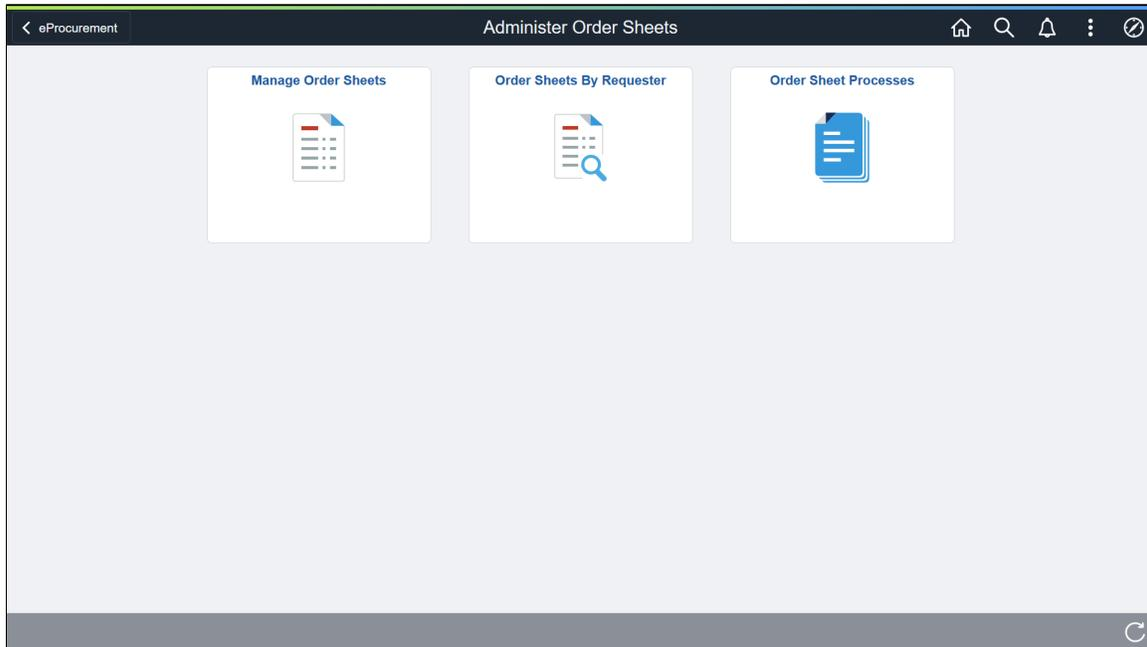 eProcurement
Administer Order Sheets
Manage Order Sheets
Order Sheets By Requester
Order Sheet Processes